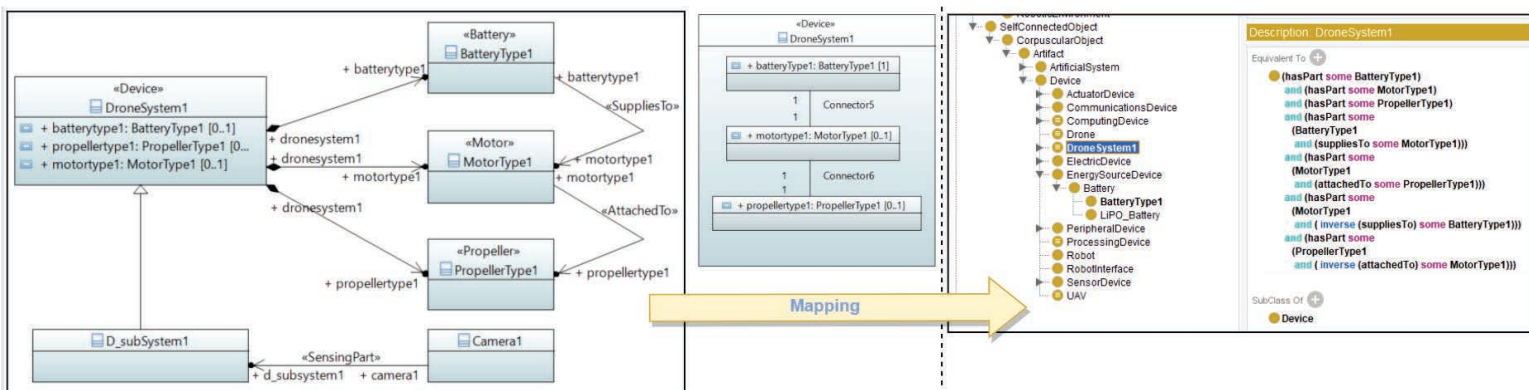 «Device»
DroneSystem1
+ batterytype1: BatteryType1 [0..1]
+ propellertype1: PropellerType1 [0...
+ motortype1: MotorType1 [0..1]
«Battery»
BatteryType1
+ batterytype1
+ batterytype1
«SuppliesTo»
+ dronesystem1
+ dronesystem1
«Motor»
MotorType1
+ motortype1
+ motortype1
+ motortype1
+ dronesystem1
«AttachedTo»
«Propeller»
PropellerType1
+ propellertype1
+ propellertype1
D_subSystem1
«SensingPart»
+ d_subsystem1
+ camera1
Camera1
«Device»
DroneSystem1
+ batteryType1: BatteryType1 [1]
1
Connector5
1
+ motortype1: MotorType1 [0..1]
1
Connector6
1
+ propellertype1: PropellerType1 [0..1]
Mapping
SelfConnectedObject
CorpuscularObject
Artifact
ArtificialSystem
Device
ActuatorDevice
CommunicationsDevice
ComputingDevice
Drone
DroneSystem1
ElectricDevice
EnergySourceDevice
Battery
BatteryType1
LiPO_Battery
PeripheralDevice
ProcessingDevice
Robot
RobotInterface
SensorDevice
UAV
Description: DroneSystem1
Equivalent To
(hasPart some BatteryType1)
and (hasPart some MotorType1)
and (hasPart some PropellerType1)
and (hasPart some
(BatteryType1
and (suppliesTo some MotorType1)))
and (hasPart some
(MotorType1
and (attachedTo some PropellerType1)))
and (hasPart some
(MotorType1
and ( inverse (suppliesTo) some BatteryType1)))
and (hasPart some
(PropellerType1
and ( inverse (attachedTo) some MotorType1)))
SubClass Of
Device